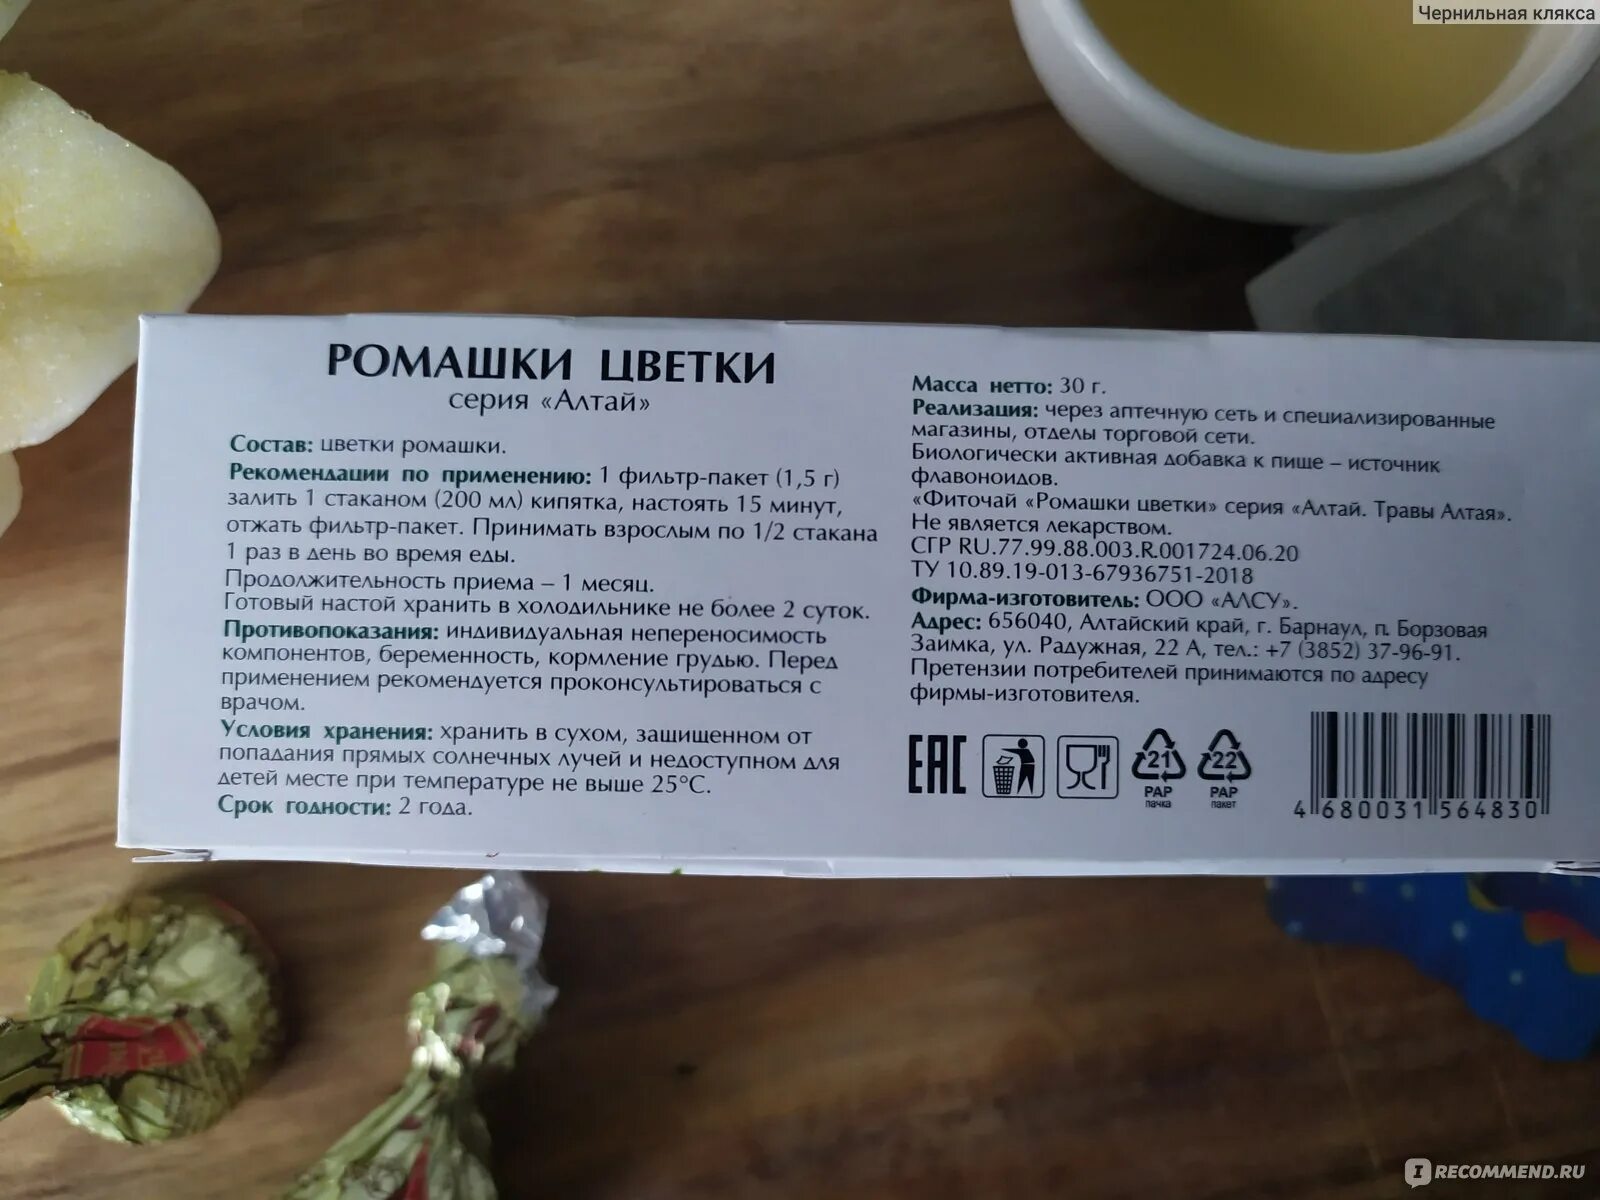 Чернильная клякса
РОМАШКИ ЦВЕТКИ
серия «Алтай»
Состав: цветки ромашки.
Рекомендации по применению: 1 фильтр-пакет (1,5 г)
залить 1 стаканом (200 мл) кипятка, настоять 15 минут,
отжать фильтр-пакет. Принимать взрослым по 1/2 стакана
1 раз в день во время еды.
Продолжительность приема – 1 месяц.
Готовый настой хранить в холодильнике не более 2 суток.
Противопоказания: индивидуальная непереносимость
компонентов, беременность, кормление грудью. Перед
применением рекомендуется проконсультироваться с
врачом.
Условия хранения: хранить в сухом, защищенном от
попадания прямых солнечных лучей и недоступном для
детей месте при температуре не выше 25°С.
Срок годности: 2 года.
Масса нетто: 30 г.
Реализация: через аптечную сеть и специализированные
магазины, отделы торговой сети.
Биологически активная добавка к пище – источник
флавоноидов.
«Фиточай «Ромашки цветки» серия «Алтай. Травы Алтая».
Не является лекарством.
СГР RU.77.99.88.003.R.001724.06.20
ТУ 10.89.19-013-67936751-2018
Фирма-изготовитель: ООО «АЛСУ».
Адрес: 656040, Алтайский край, г. Барнаул, п. Борзовая
Заимка, ул. Радужная, 22 А, тел.: +7 (3852) 37-96-91.
Претензии потребителей принимаются по адресу
фирмы-изготовителя.
EAC
21 22
PAP PAP
пачка пакет
4 680031 564830
IRECOMMEND.RU